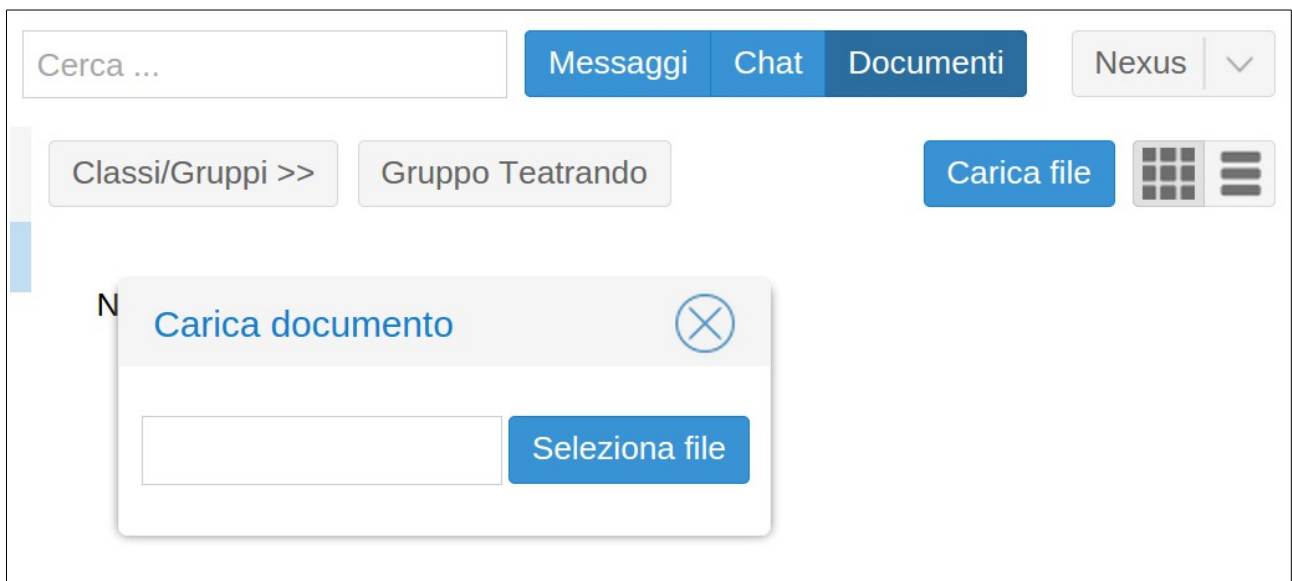 Cerca ... Messaggi Chat Documenti Nexus
Classi/Gruppi >> Gruppo Teatrando Carica file
N
Carica documento
Seleziona file